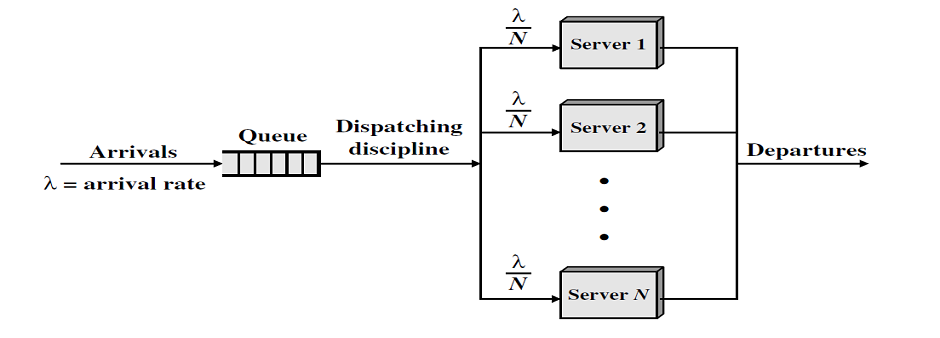 Arrivals
λ = arrival rate
Queue
Dispatching
discipline
λ
N
Server 1
λ
N
Server 2
λ
N
Server N
Departures